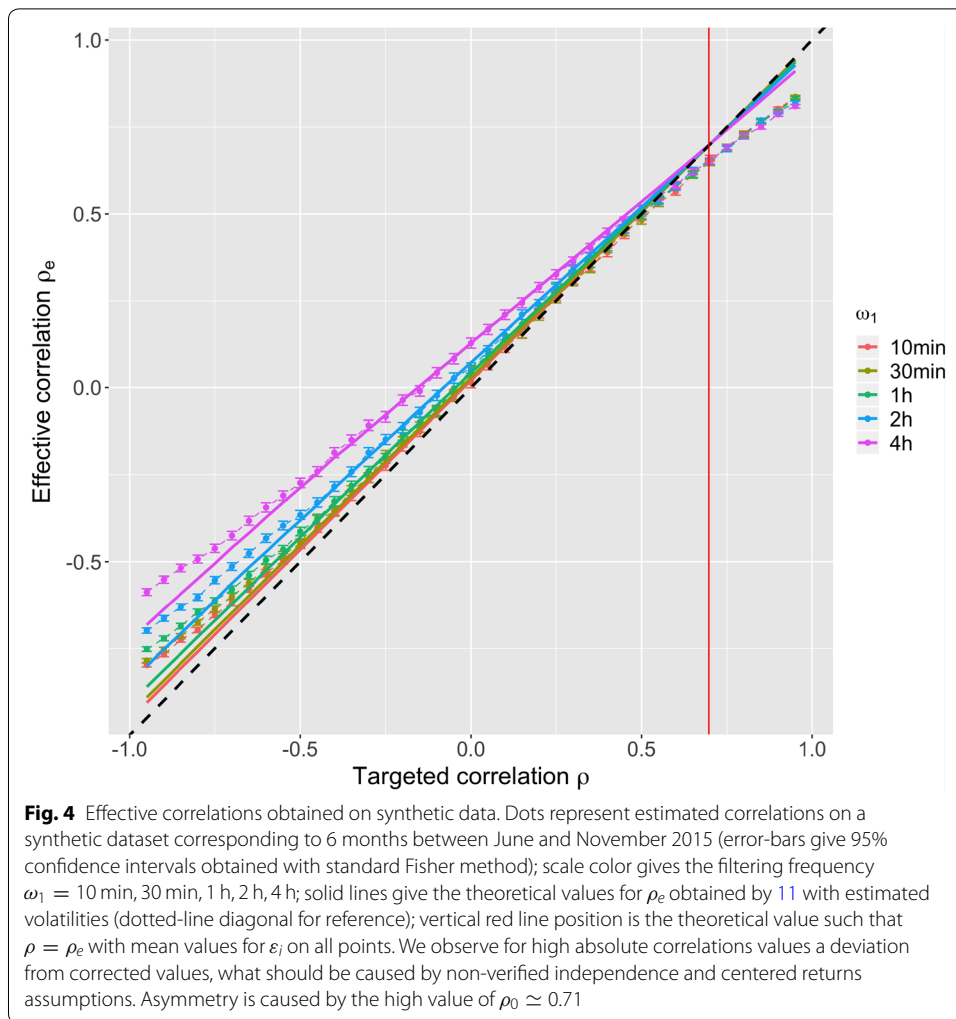 1.0
0.5
0.0
-0.5
-1.0
-0.5
0.0
0.5
1.0
Effective correlation ρe
Targeted correlation ρ
ω1
10min
30min
1h
2h
4h
Fig. 4 Effective correlations obtained on synthetic data. Dots represent estimated correlations on a
synthetic dataset corresponding to 6 months between June and November 2015 (error-bars give 95%
confidence intervals obtained with standard Fisher method); scale color gives the filtering frequency
ω1 = 10 min, 30 min, 1 h, 2 h, 4 h; solid lines give the theoretical values for ρe obtained by 11 with estimated
volatilities (dotted-line diagonal for reference); vertical red line position is the theoretical value such that
ρ = ρe with mean values for εi on all points. We observe for high absolute correlations values a deviation
from corrected values, what should be caused by non-verified independence and centered returns
assumptions. Asymmetry is caused by the high value of ρ0 ≃ 0.71